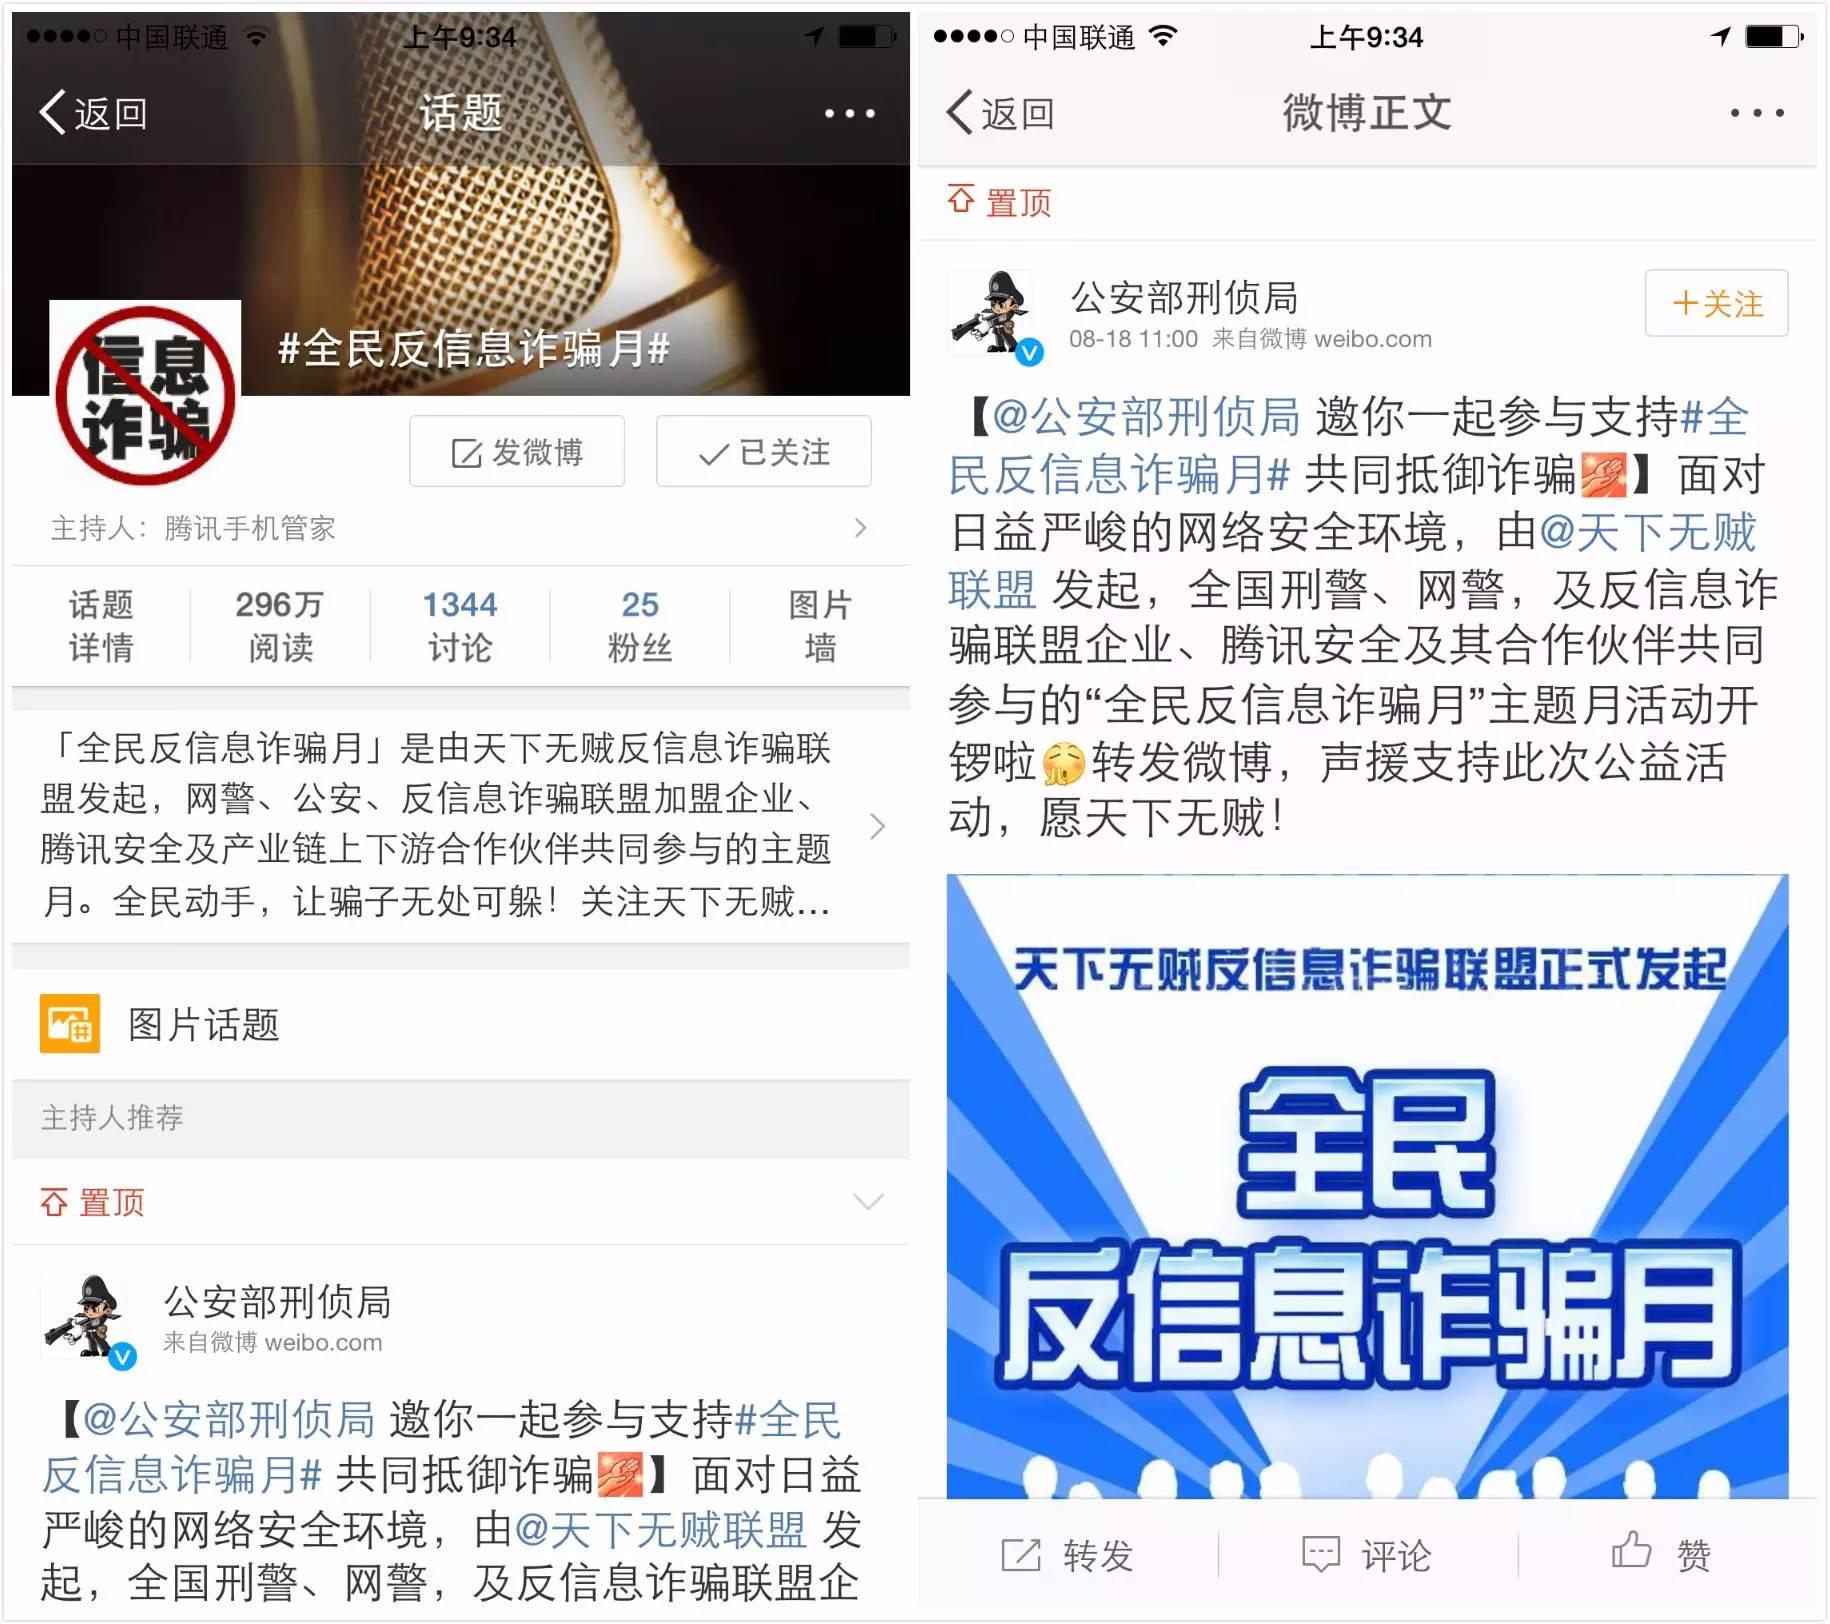 中国联通
上午9:34
返回
话题
信息
诈骗
#全民反信息诈骗月#
发微博
已关注
主持人：腾讯手机管家
话题
详情
296万
阅读
1344
讨论
25
粉丝
图片
墙
「全民反信息诈骗月」是由天下无贼反信息诈骗联
盟发起，网警、公安、反信息诈骗联盟加盟企业、
腾讯安全及产业链上下游合作伙伴共同参与的主题
月。全民动手，让骗子无处可躲！关注天下无贼...
图片话题
主持人推荐
置顶
公安部刑侦局
来自微博 weibo.com
【@公安部刑侦局 邀你一起参与支持#全民
反信息诈骗月# 共同抵御诈骗】面对日益
严峻的网络安全环境，由@天下无贼联盟 发
起，全国刑警、网警，及反信息诈骗联盟企
中国联通
上午9:34
返回
微博正文
置顶
公安部刑侦局
08-18 11:00 来自微博 weibo.com
+关注
【@公安部刑侦局 邀你一起参与支持#全
民反信息诈骗月# 共同抵御诈骗】面对
日益严峻的网络安全环境，由@天下无贼
联盟 发起，全国刑警、网警，及反信息诈
骗联盟企业、腾讯安全及其合作伙伴共同
参与的“全民反信息诈骗月”主题月活动开
锣啦转发微博，声援支持此次公益活
动，愿天下无贼！
天下无贼反信息诈骗联盟正式发起
全民
反信息诈骗月
转发
评论
赞